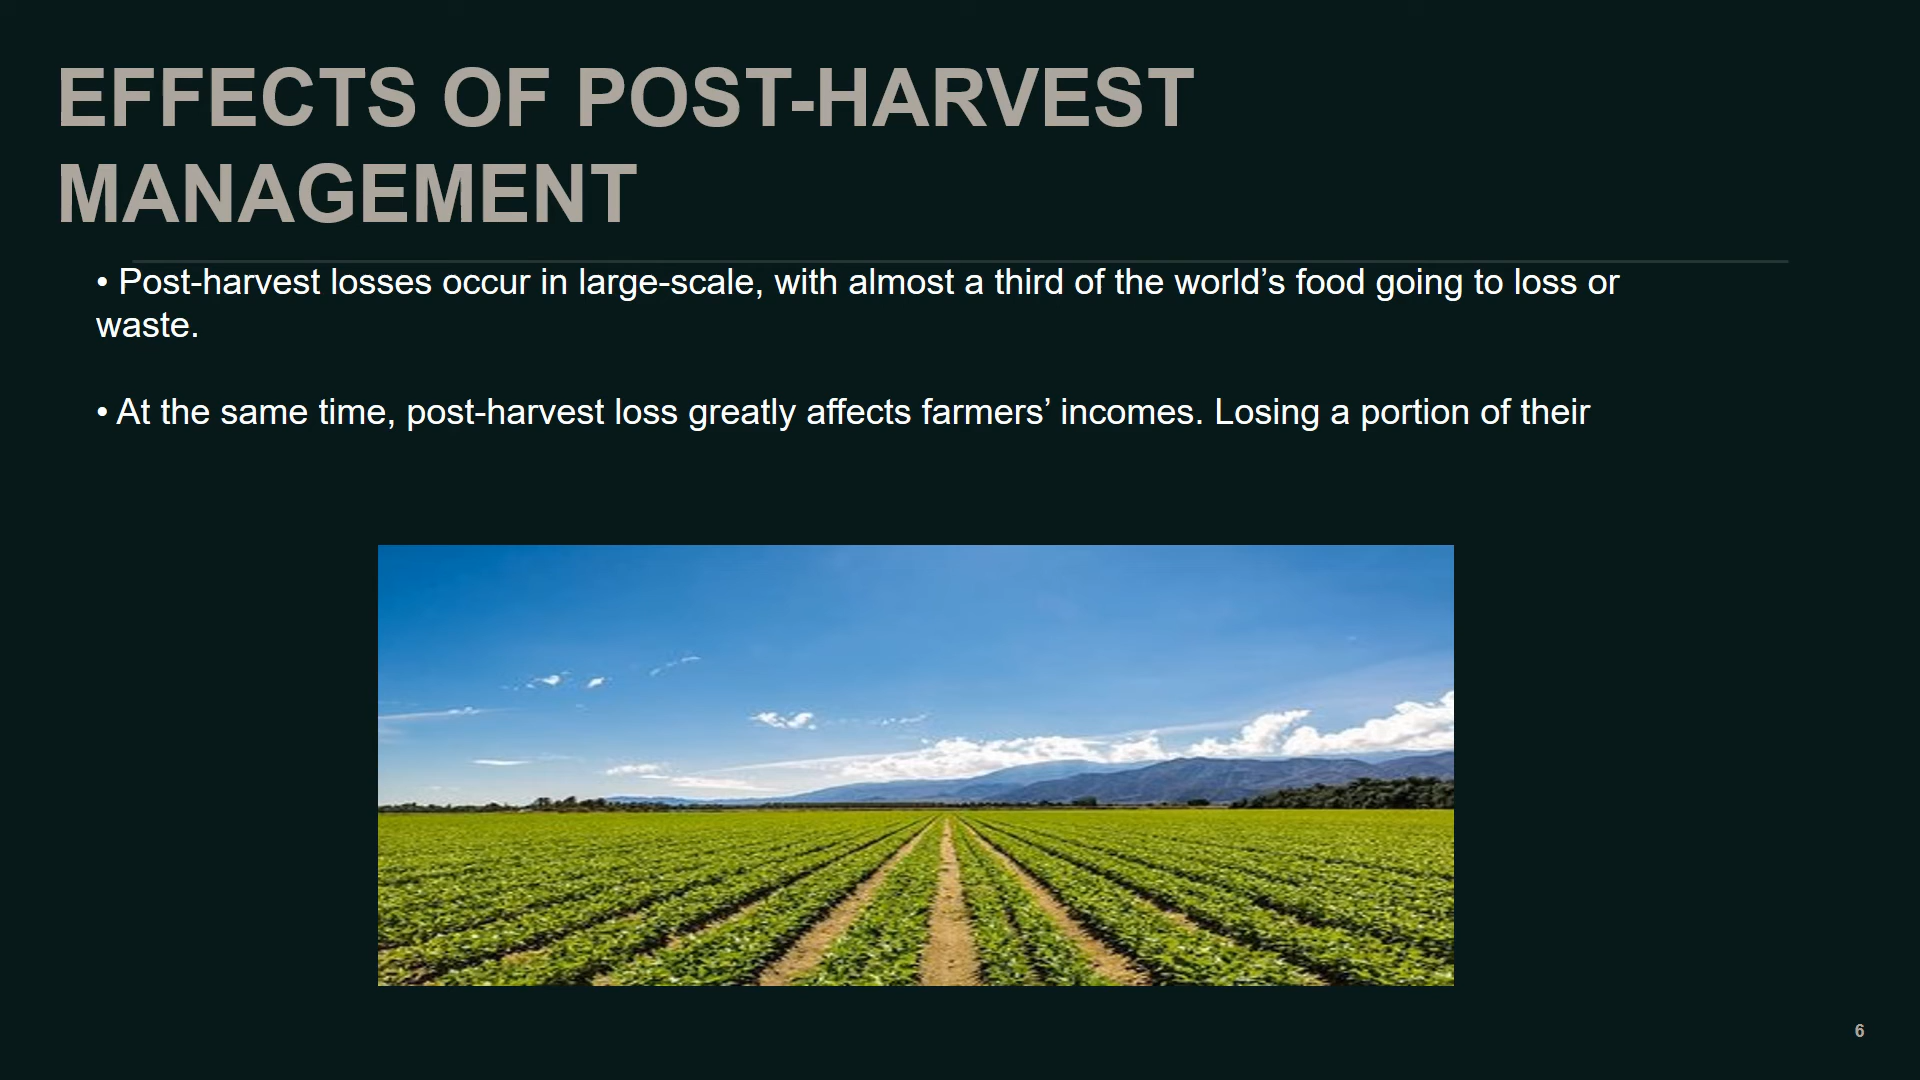 EFFECTS OF POST-HARVEST
MANAGEMENT
• Post-harvest losses occur in large-scale, with almost a third of the world’s food going to loss or
waste.
• At the same time, post-harvest loss greatly affects farmers’ incomes. Losing a portion of their
6